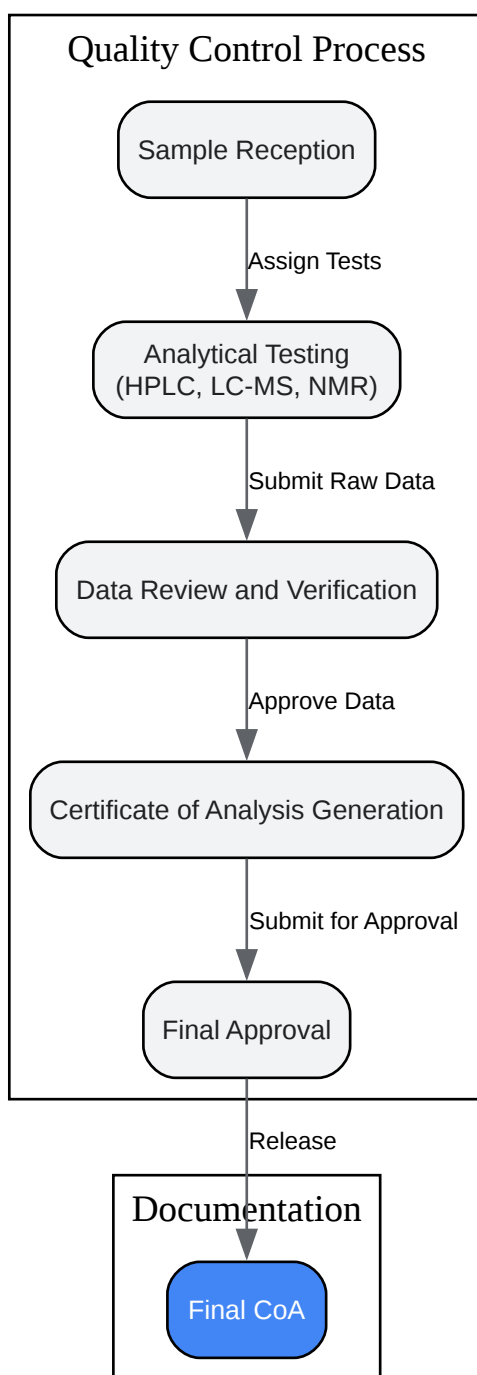 Quality Control Process
Sample Reception
Assign Tests
Analytical Testing
(HPLC, LC-MS, NMR)
Submit Raw Data
Data Review and Verification
Approve Data
Certificate of Analysis Generation
Submit for Approval
Final Approval
Release
Documentation
Final CoA